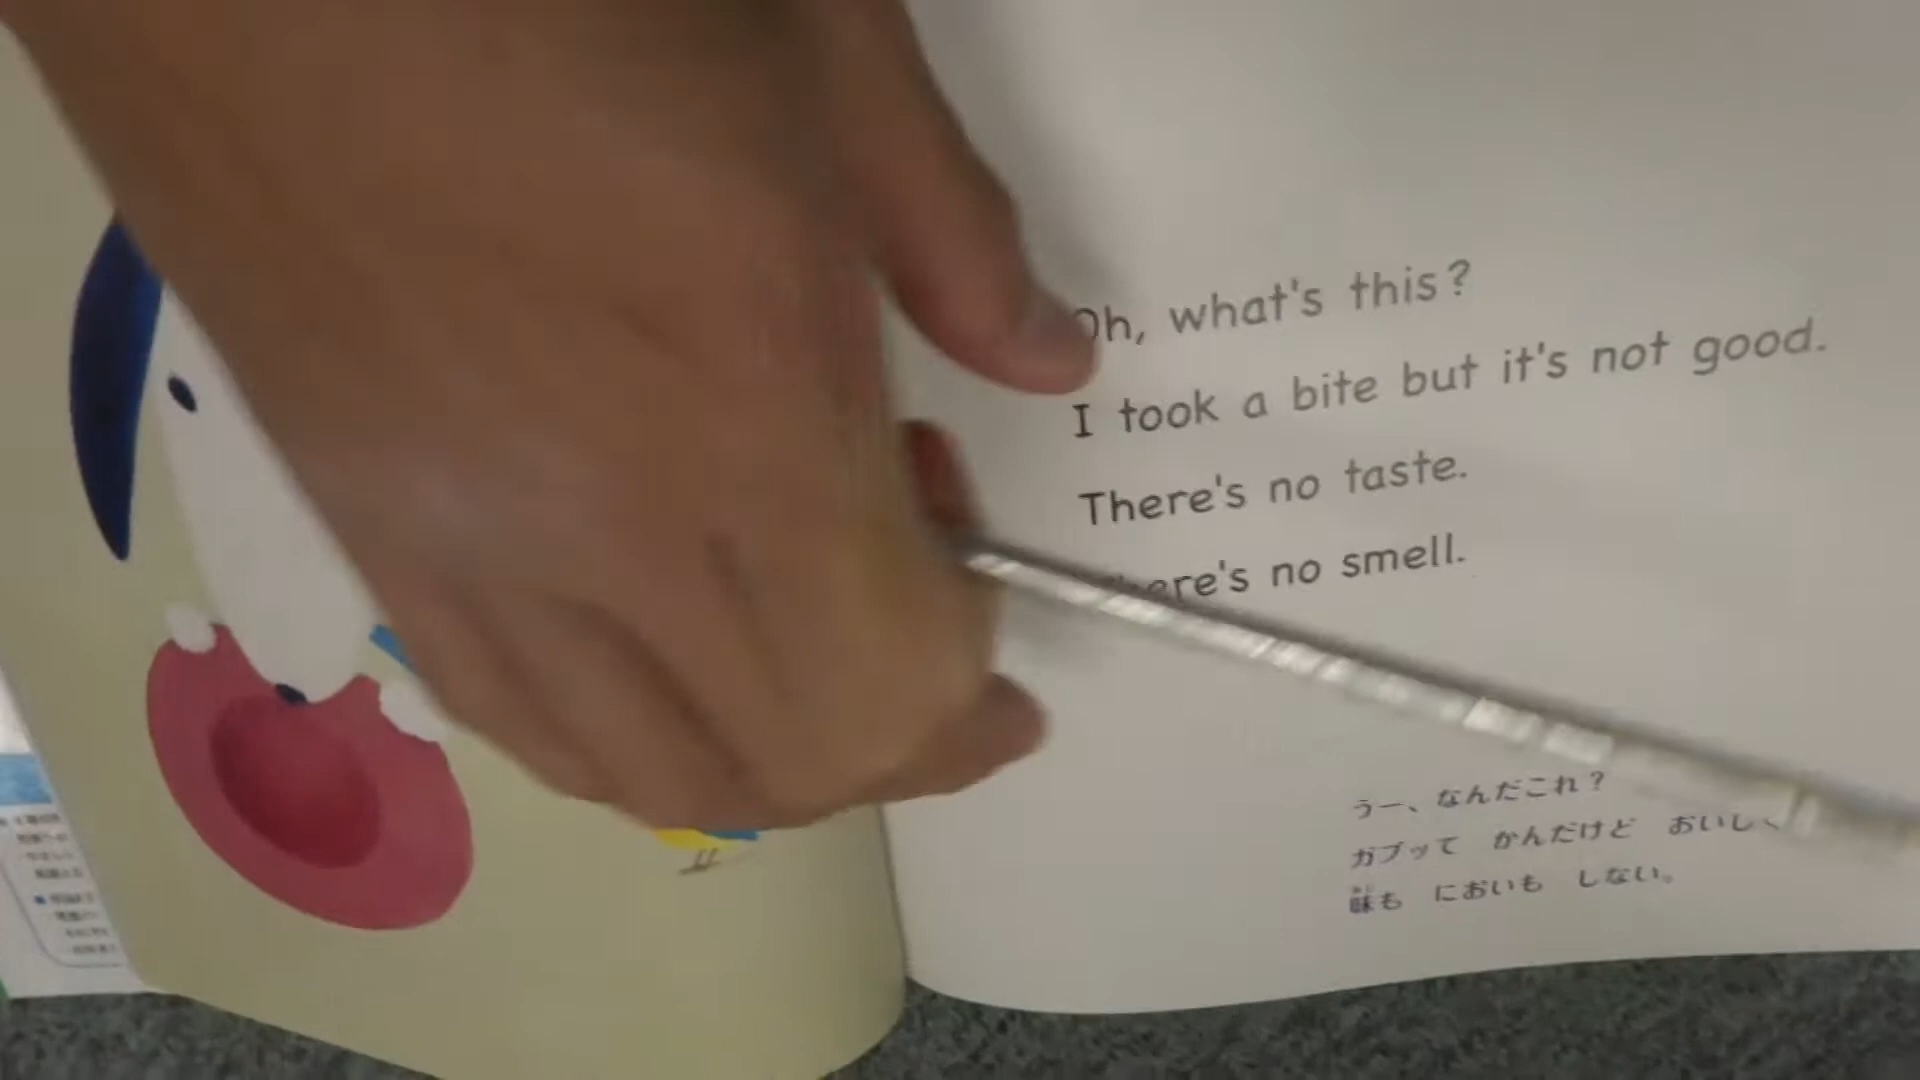 Oh, what's this?
I took a bite but it's not good.
There's no taste.
There's no smell.
うー、なんだこれ?
ガブッて かんだけど おいしく
味も においも しない。